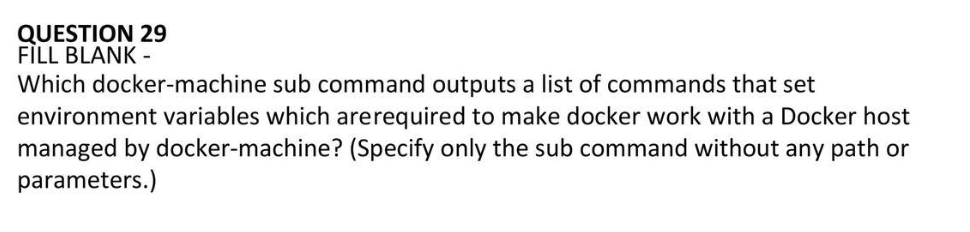 QUESTION 29
FILL BLANK -
Which docker-machine sub command outputs a list of commands that set
environment variables which arerequired to make docker work with a Docker host
managed by docker-machine? (Specify only the sub command without any path or
parameters.)